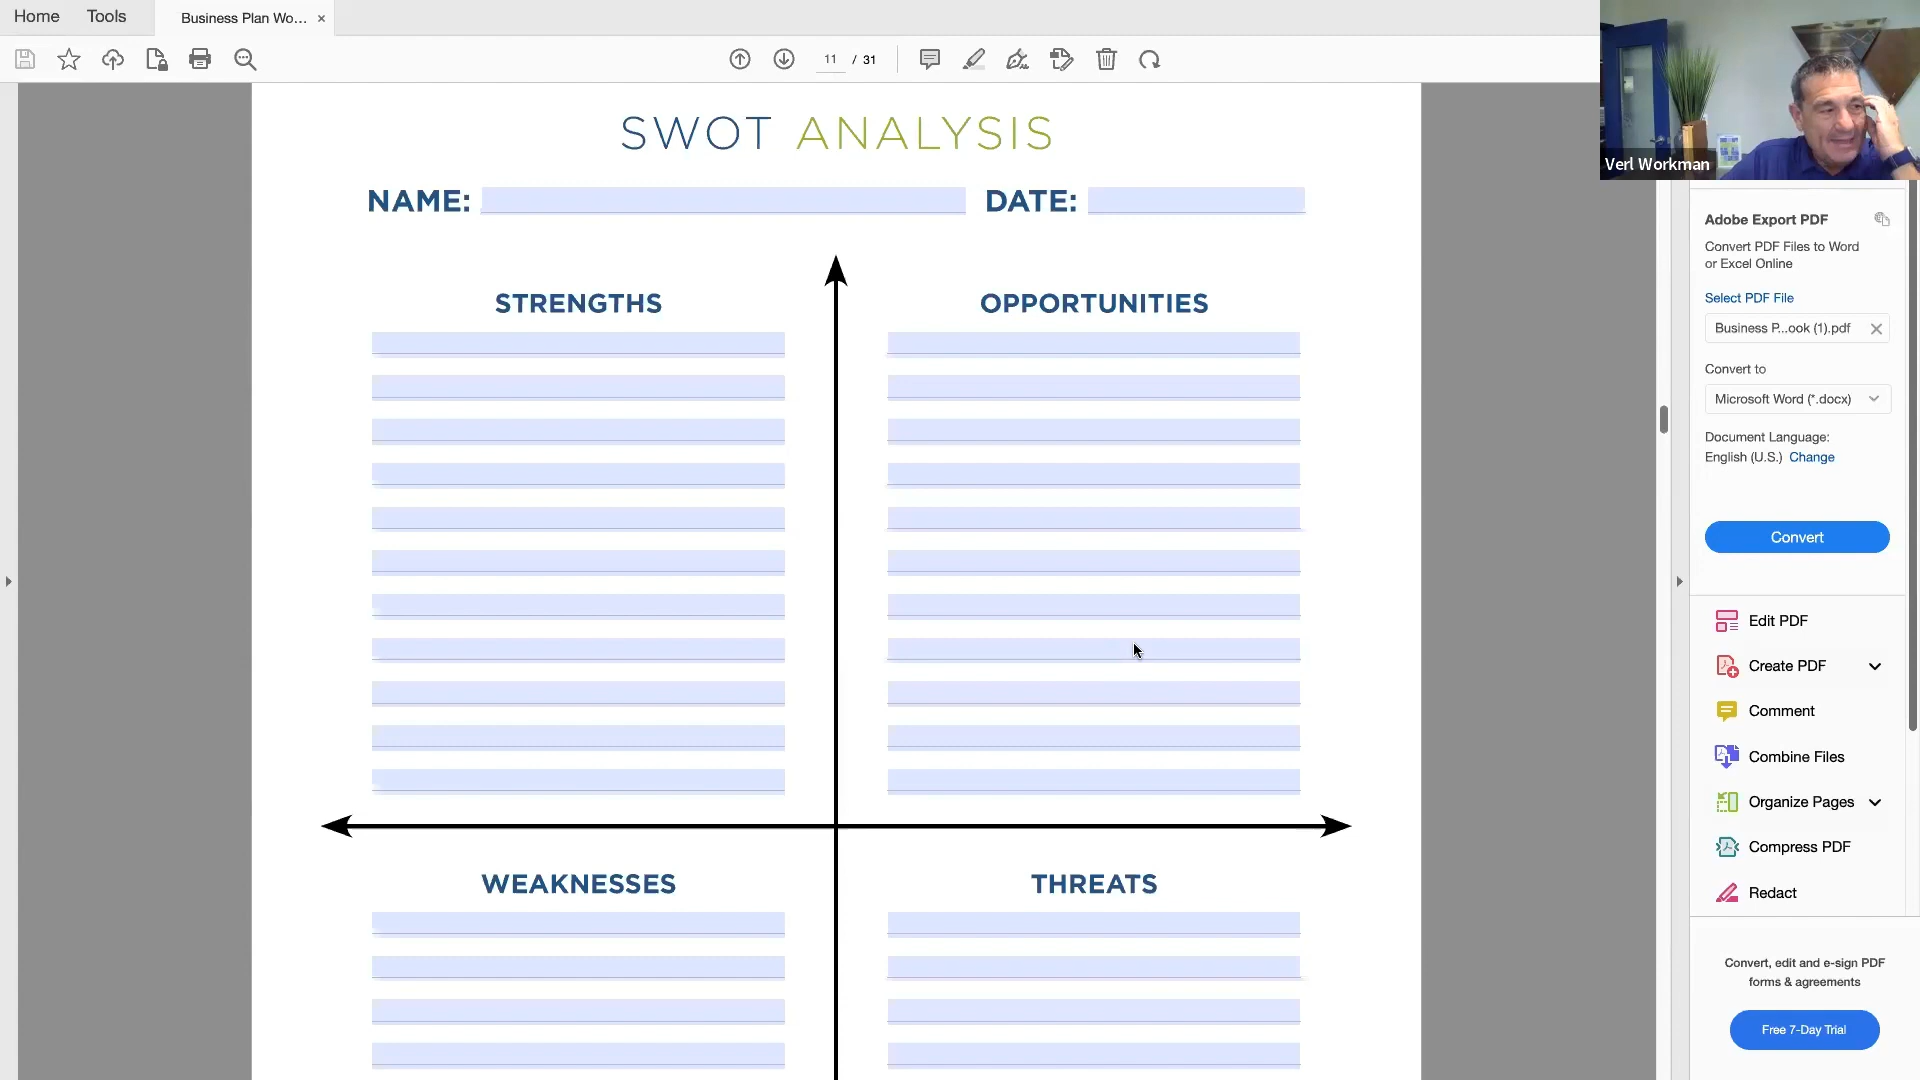 Home Tools Business Plan Wo... ×
11 / 31
Verl Workman
SWOT ANALYSIS
NAME: DATE:
STRENGTHS OPPORTUNITIES
WEAKNESSES THREATS
Adobe Export PDF
Convert PDF Files to Word
or Excel Online
Select PDF File
Business P...ook (1).pdf
Convert to
Microsoft Word (*.docx)
Document Language:
English (U.S.) Change
Convert
Edit PDF
Create PDF
Comment
Combine Files
Organize Pages
Compress PDF
Redact
Convert, edit and e-sign PDF
forms & agreements
Free 7-Day Trial